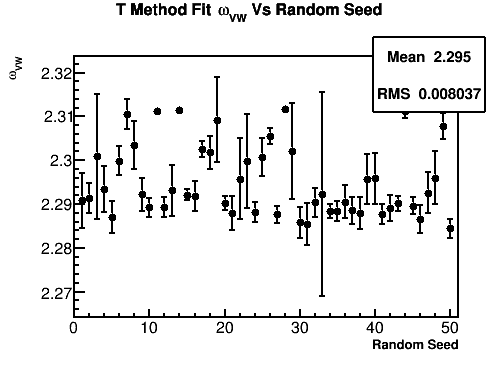 T Method Fit ω_VW Vs Random Seed
Mean 2.295
RMS 0.008037
ω_VW
2.32
2.31
2.3
2.29
2.28
2.27
0 10 20 30 40 50
Random Seed